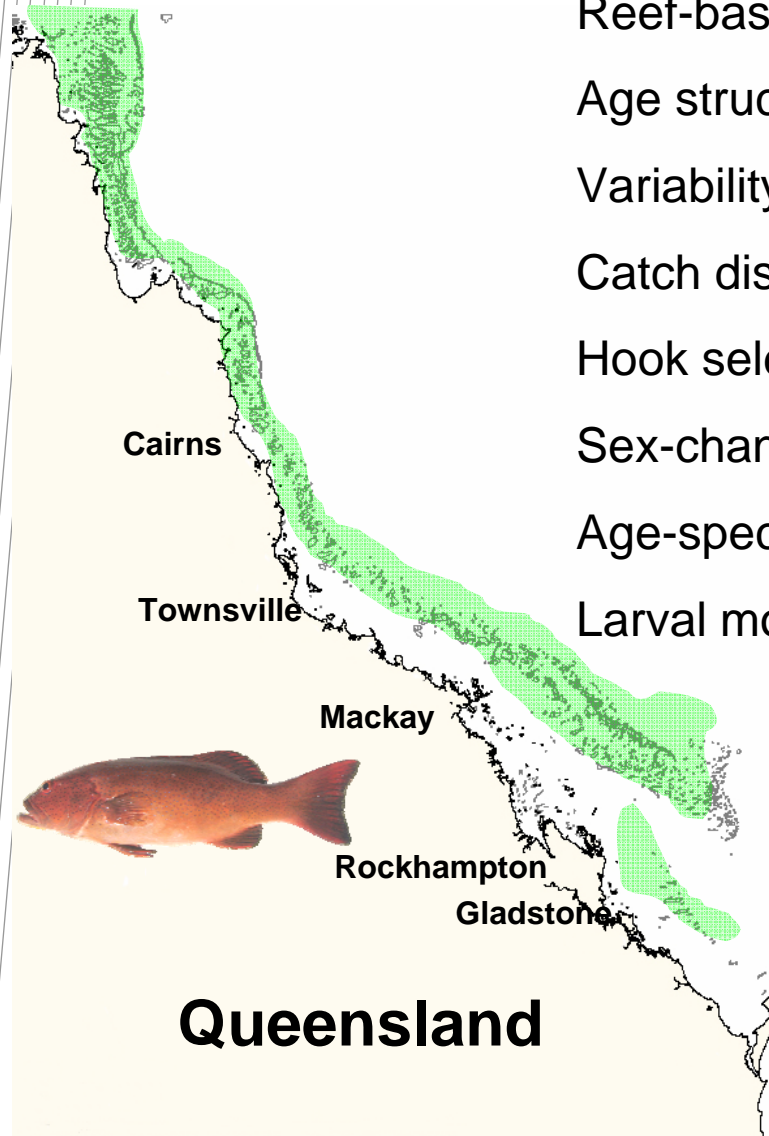 Reef-bas
Age struc
Variability
Catch dis
Hook sele
Sex-chan
Age-spec
Larval mo
Cairns
Townsville
Mackay
Rockhampton
Gladstone
Queensland